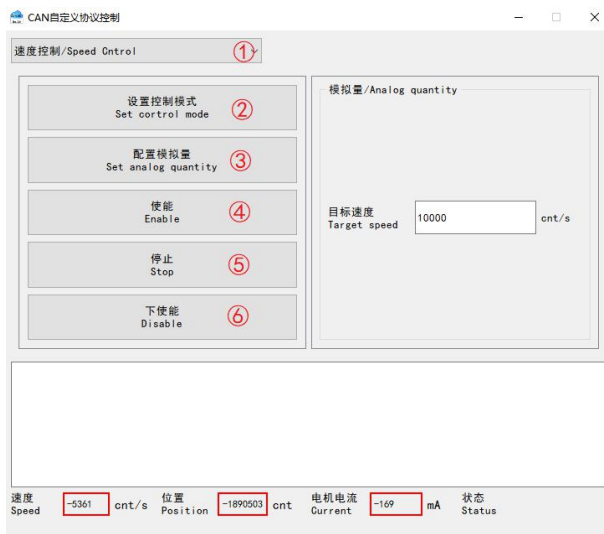 CAN自定义协议控制
速度控制/Speed Cntrol ①
设置控制模式
Set cortrol mode ②
配置模拟量
Set analog quantity ③
使能
Enable ④
停止
Stop ⑤
下使能
Disable ⑥
模拟量/Analog quantity
目标速度
Target speed 10000 cnt/s
速度
Speed -5361 cnt/s
位置
Position -1890503 cnt
电机电流
Current -169 mA
状态
Status